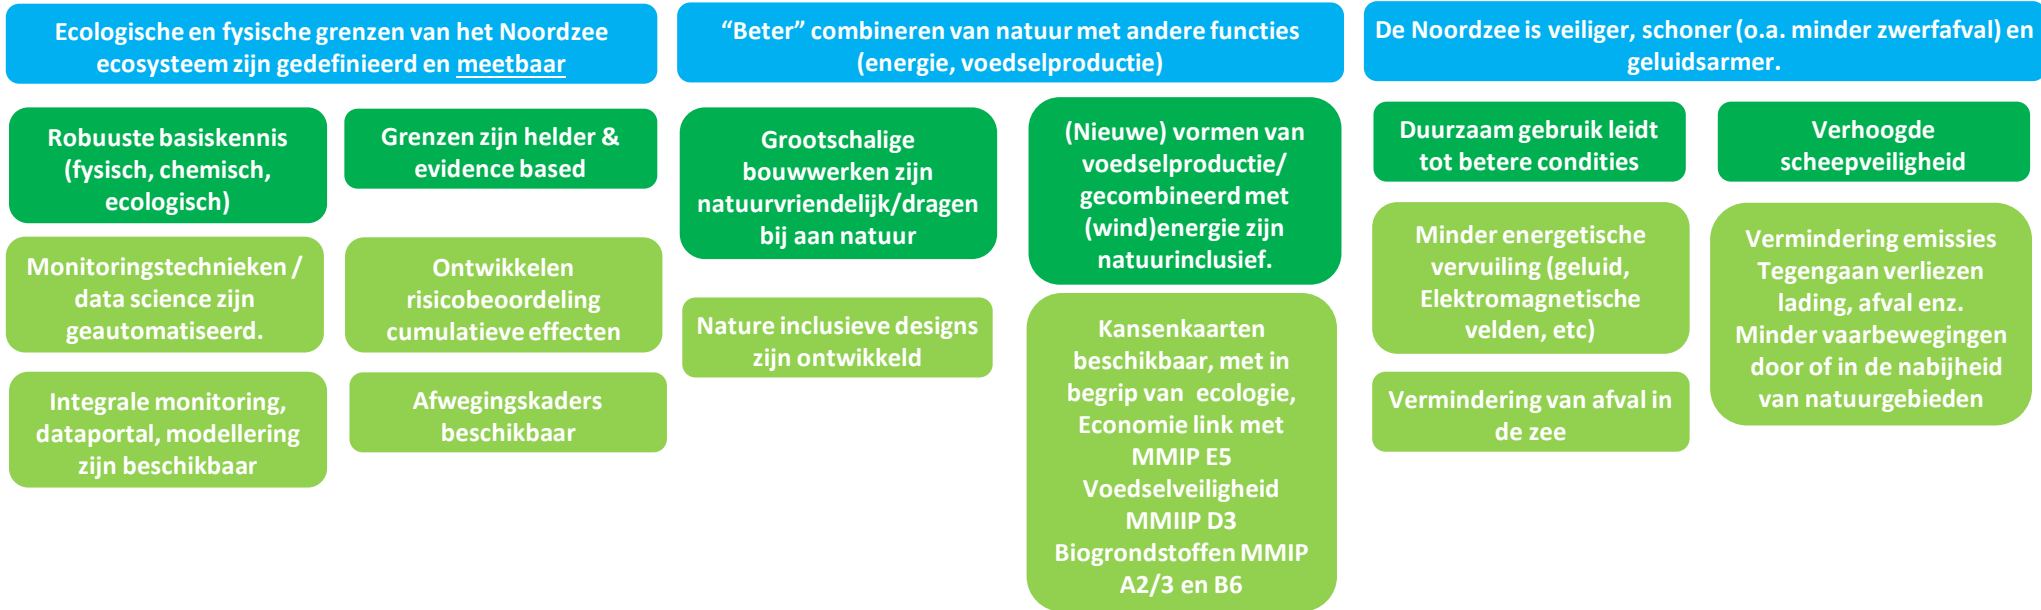 Ecologische en fysische grenzen van het Noordzee
ecosysteem zijn gedefinieerd en meetbaar
Robuuste basiskennis
(fysisch, chemisch,
ecologisch)
Monitoringstechnieken /
data science zijn
geautomatiseerd.
Integrale monitoring,
dataportal, modellering
zijn beschikbaar
Grenzen zijn helder &
evidence based
Ontwikkelen
risicobeoordeling
cumulatieve effecten
Afwegingskaders
beschikbaar
“Beter” combineren van natuur met andere functies
(energie, voedselproductie)
Grootschalige
bouwwerken zijn
natuurvriendelijk/dragen
bij aan natuur
Nature inclusieve designs
zijn ontwikkeld
(Nieuwe) vormen van
voedselproductie/
gecombineerd met
(wind)energie zijn
natuurinclusief.
Kansenkaarten
beschikbaar, met in
begrip van ecologie,
Economie link met
MMIP E5
Voedselveiligheid
MMIIP D3
Biogrondstoffen MMIP
A2/3 en B6
De Noordzee is veiliger, schoner (o.a. minder zwerfafval) en
geluidsarmer.
Duurzaam gebruik leidt
tot betere condities
Minder energetische
vervuiling (geluid,
Elektromagnetische
velden, etc)
Vermindering van afval in
de zee
Verhoogde
scheepveiligheid
Vermindering emissies
Tegengaan verliezen
lading, afval enz.
Minder vaarbewegingen
door of in de nabijheid
van natuurgebieden